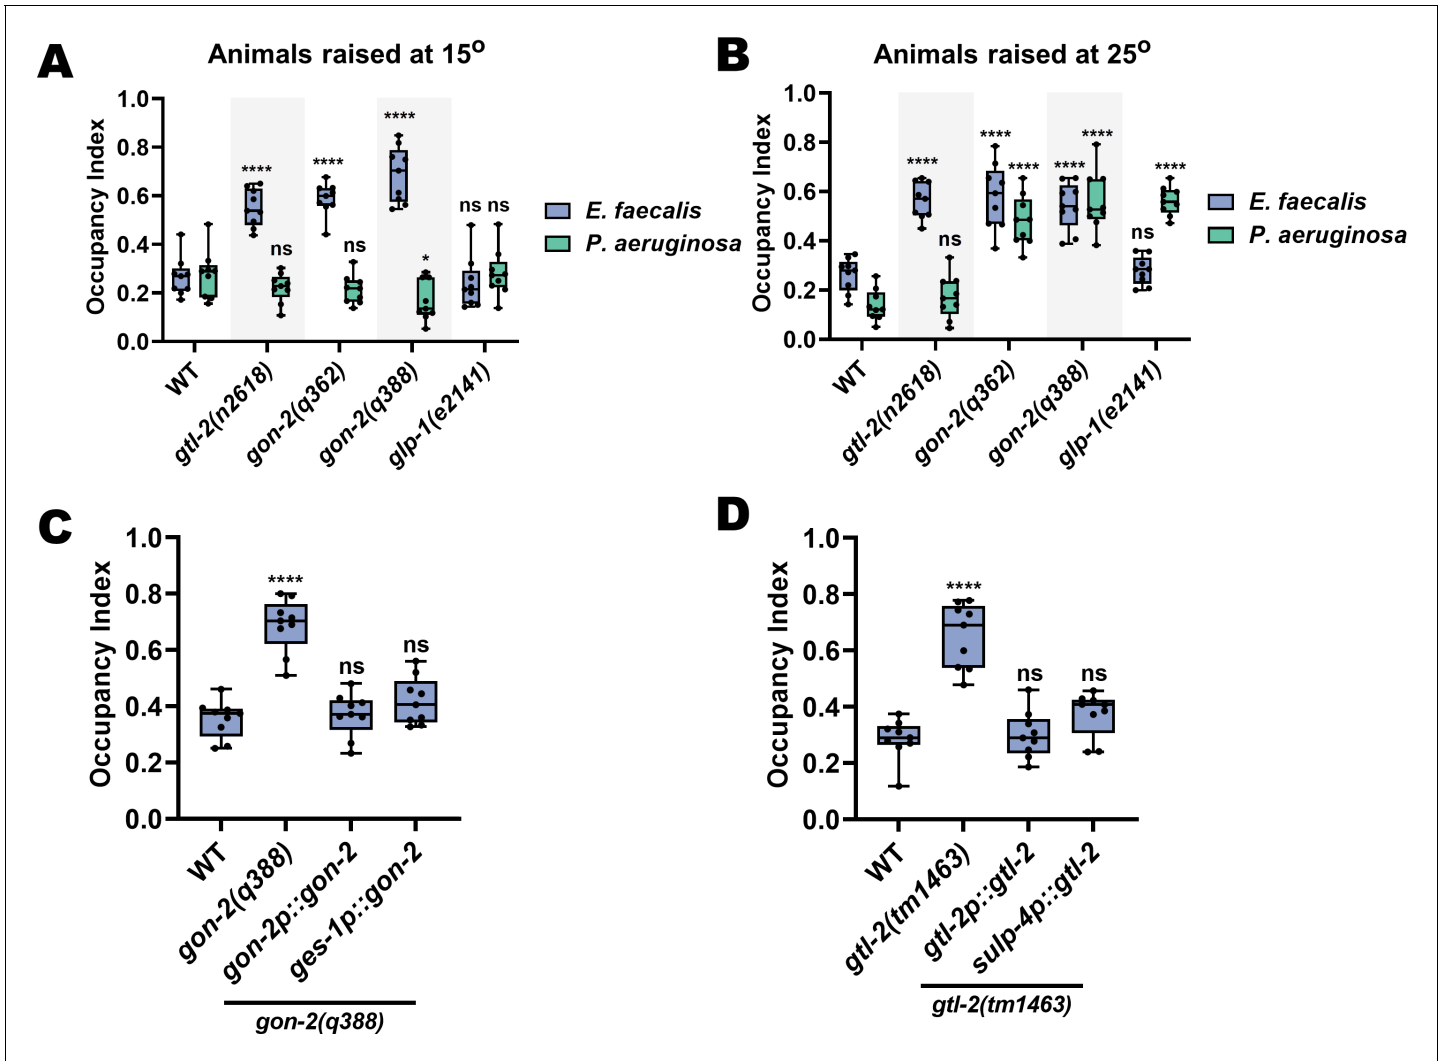 A
Animals raised at 15°
Occupancy Index
1.0
0.8
0.6
0.4
0.2
0.0
****
ns
****
ns
****
*
ns ns
WT
gtl-2(n2618)
gon-2(q362)
gon-2(q388)
glp-1(e2141)
E. faecalis
P. aeruginosa
B
Animals raised at 25°
Occupancy Index
1.0
0.8
0.6
0.4
0.2
0.0
****
ns
****
****
****
****
ns
****
WT
gtl-2(n2618)
gon-2(q362)
gon-2(q388)
glp-1(e2141)
E. faecalis
P. aeruginosa
C
Occupancy Index
1.0
0.8
0.6
0.4
0.2
0.0
****
ns
ns
WT
gon-2(q388)
gon-2p::gon-2
ges-1p::gon-2
gon-2(q388)
D
Occupancy Index
1.0
0.8
0.6
0.4
0.2
0.0
****
ns
ns
WT
gtl-2(tm1463)
gtl-2p::gtl-2
sulp-4p::gtl-2
gtl-2(tm1463)